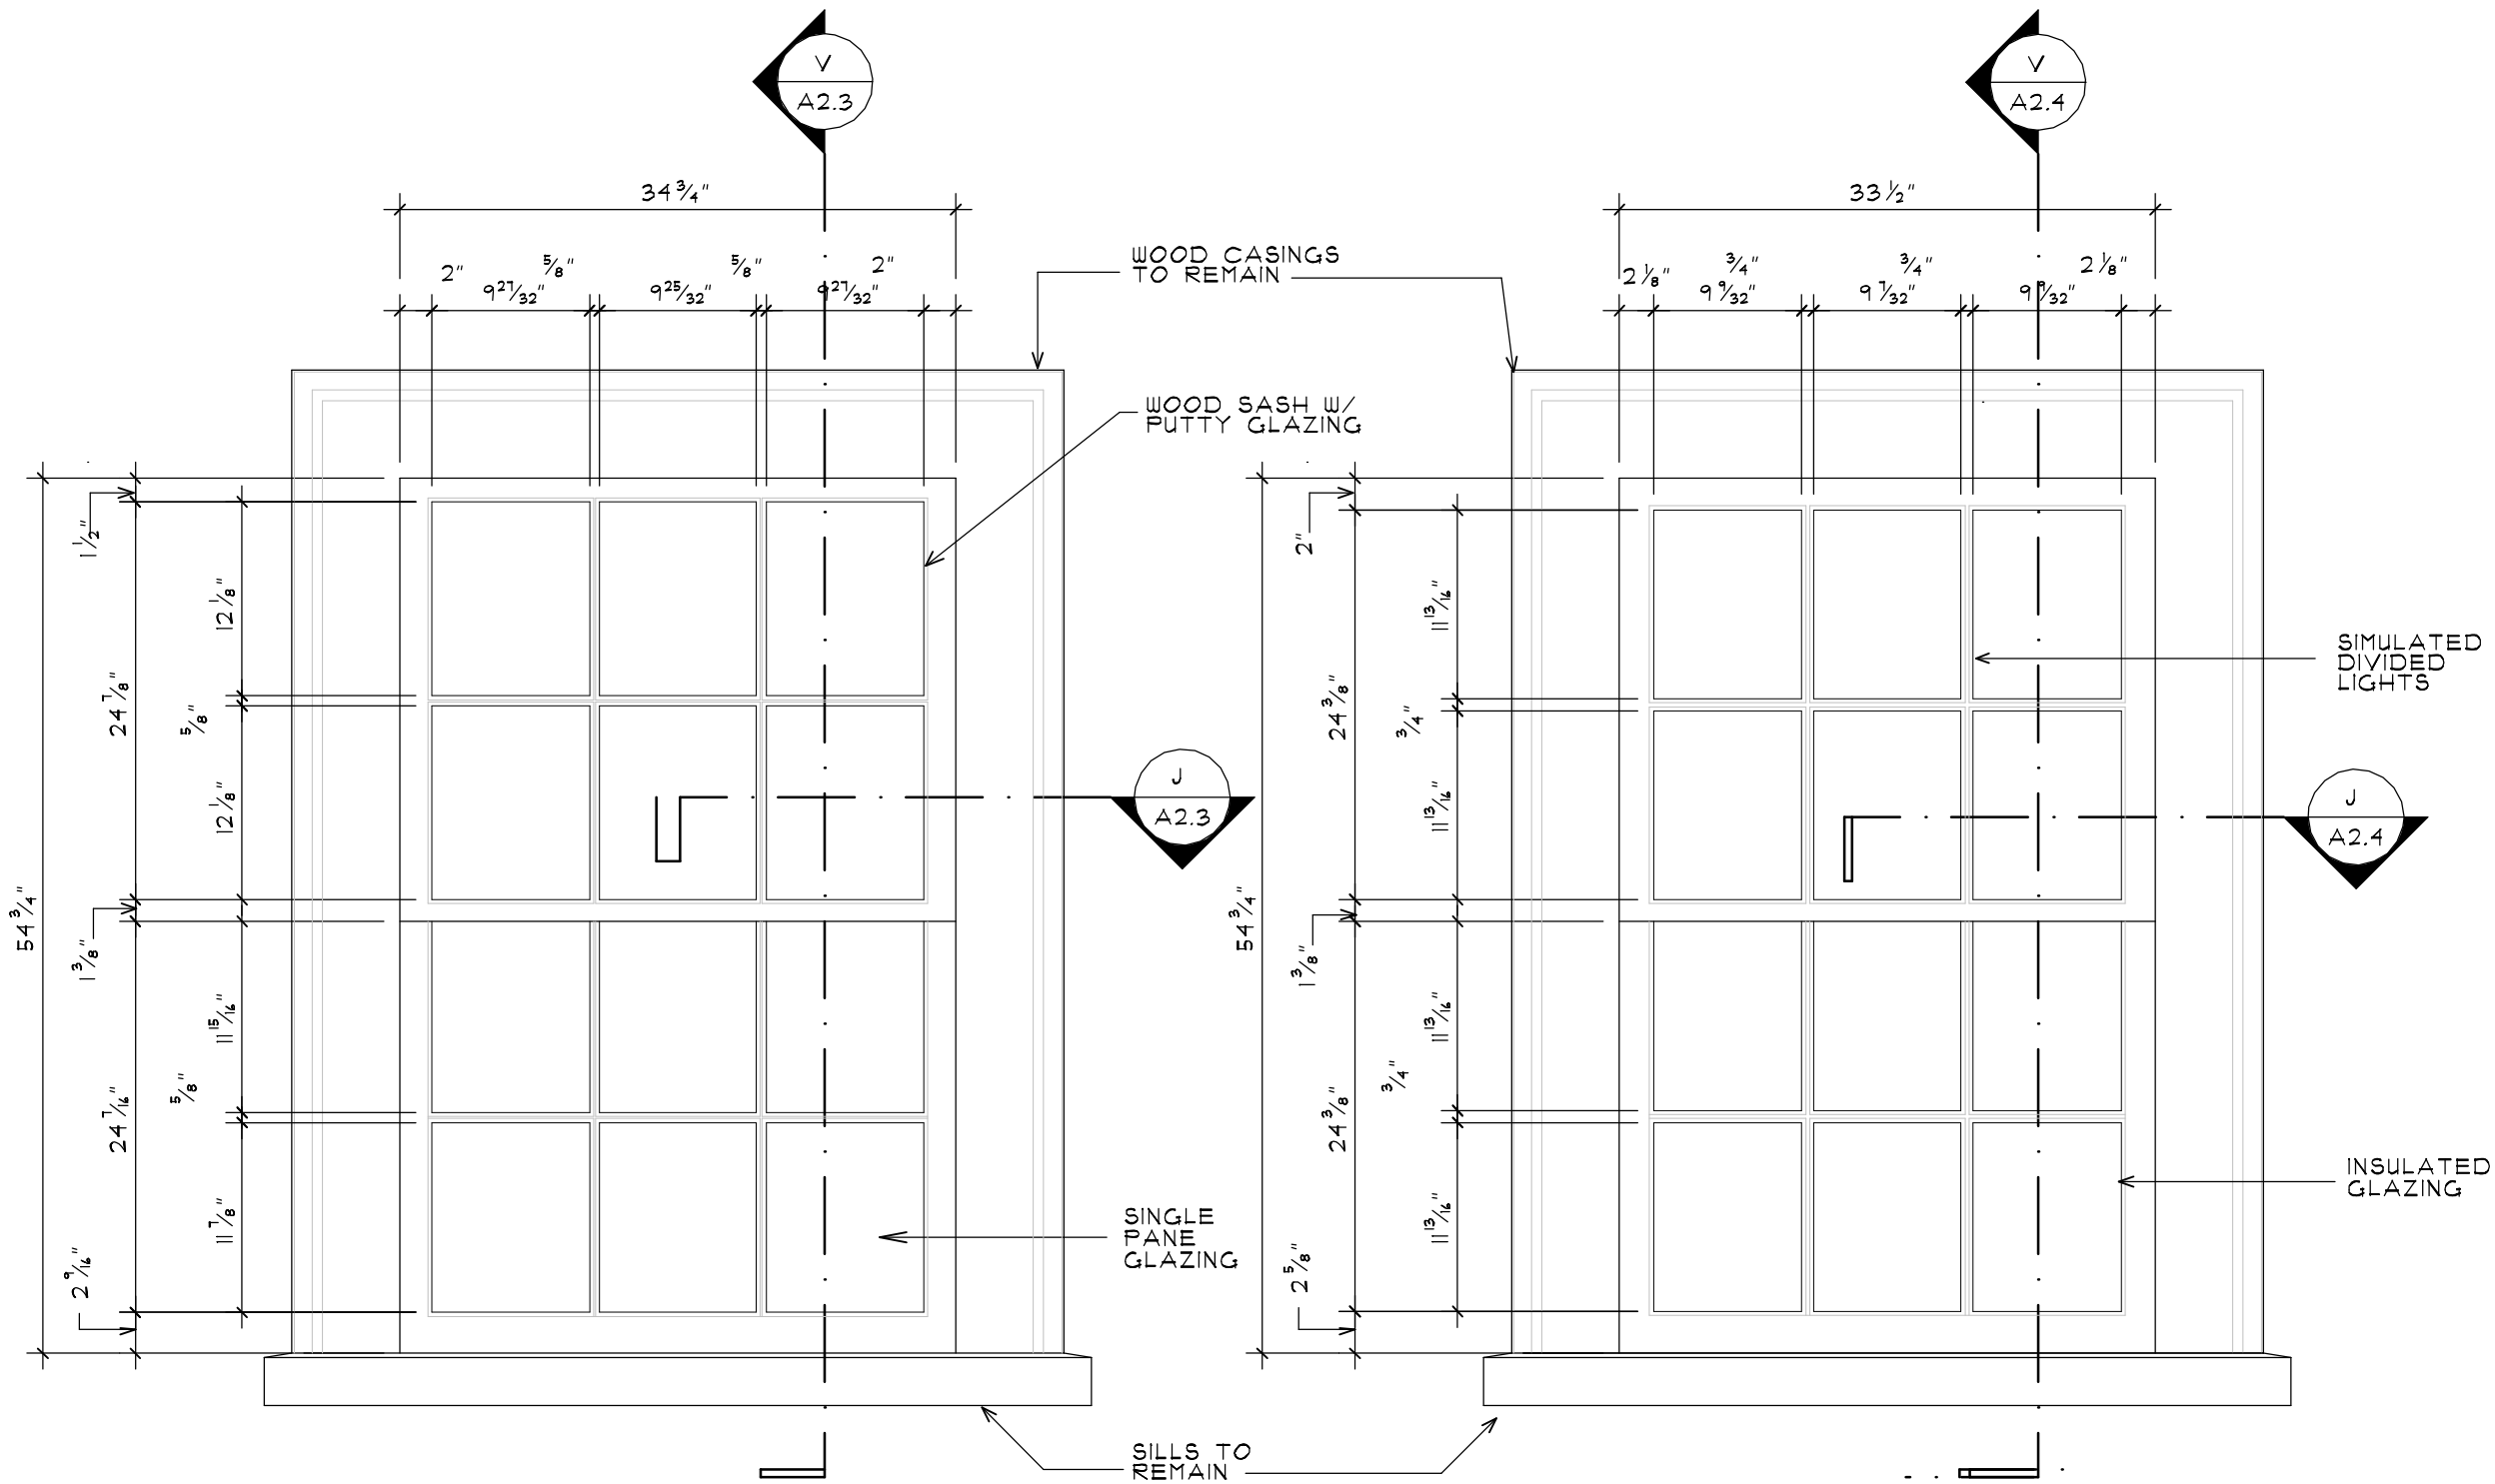 V
A2.3
V
A2.4
34 3/4"
33 1/2"
WOOD CASINGS
TO REMAIN
2"
5/8"
5/8"
2"
9 27/32"
9 25/32"
9 27/32"
2 1/8"
3/4"
3/4"
2 1/8"
9 9/32"
9 7/32"
9 9/32"
WOOD SASH W/
PUTTY GLAZING
1 1/2"
12 1/8"
24 7/8"
5/8"
12 1/8"
54 3/4"
1 3/8"
11 15/16"
5/8"
24 7/16"
11 7/8"
2 9/16"
J
A2.3
SINGLE
PANE
GLAZING
2"
11 13/16"
24 3/8"
3/4"
11 13/16"
54 3/4"
1 3/8"
11 13/16"
3/4"
24 3/8"
11 13/16"
2 5/8"
SIMULATED
DIVIDED
LIGHTS
J
A2.4
INSULATED
GLAZING
SILLS TO
REMAIN